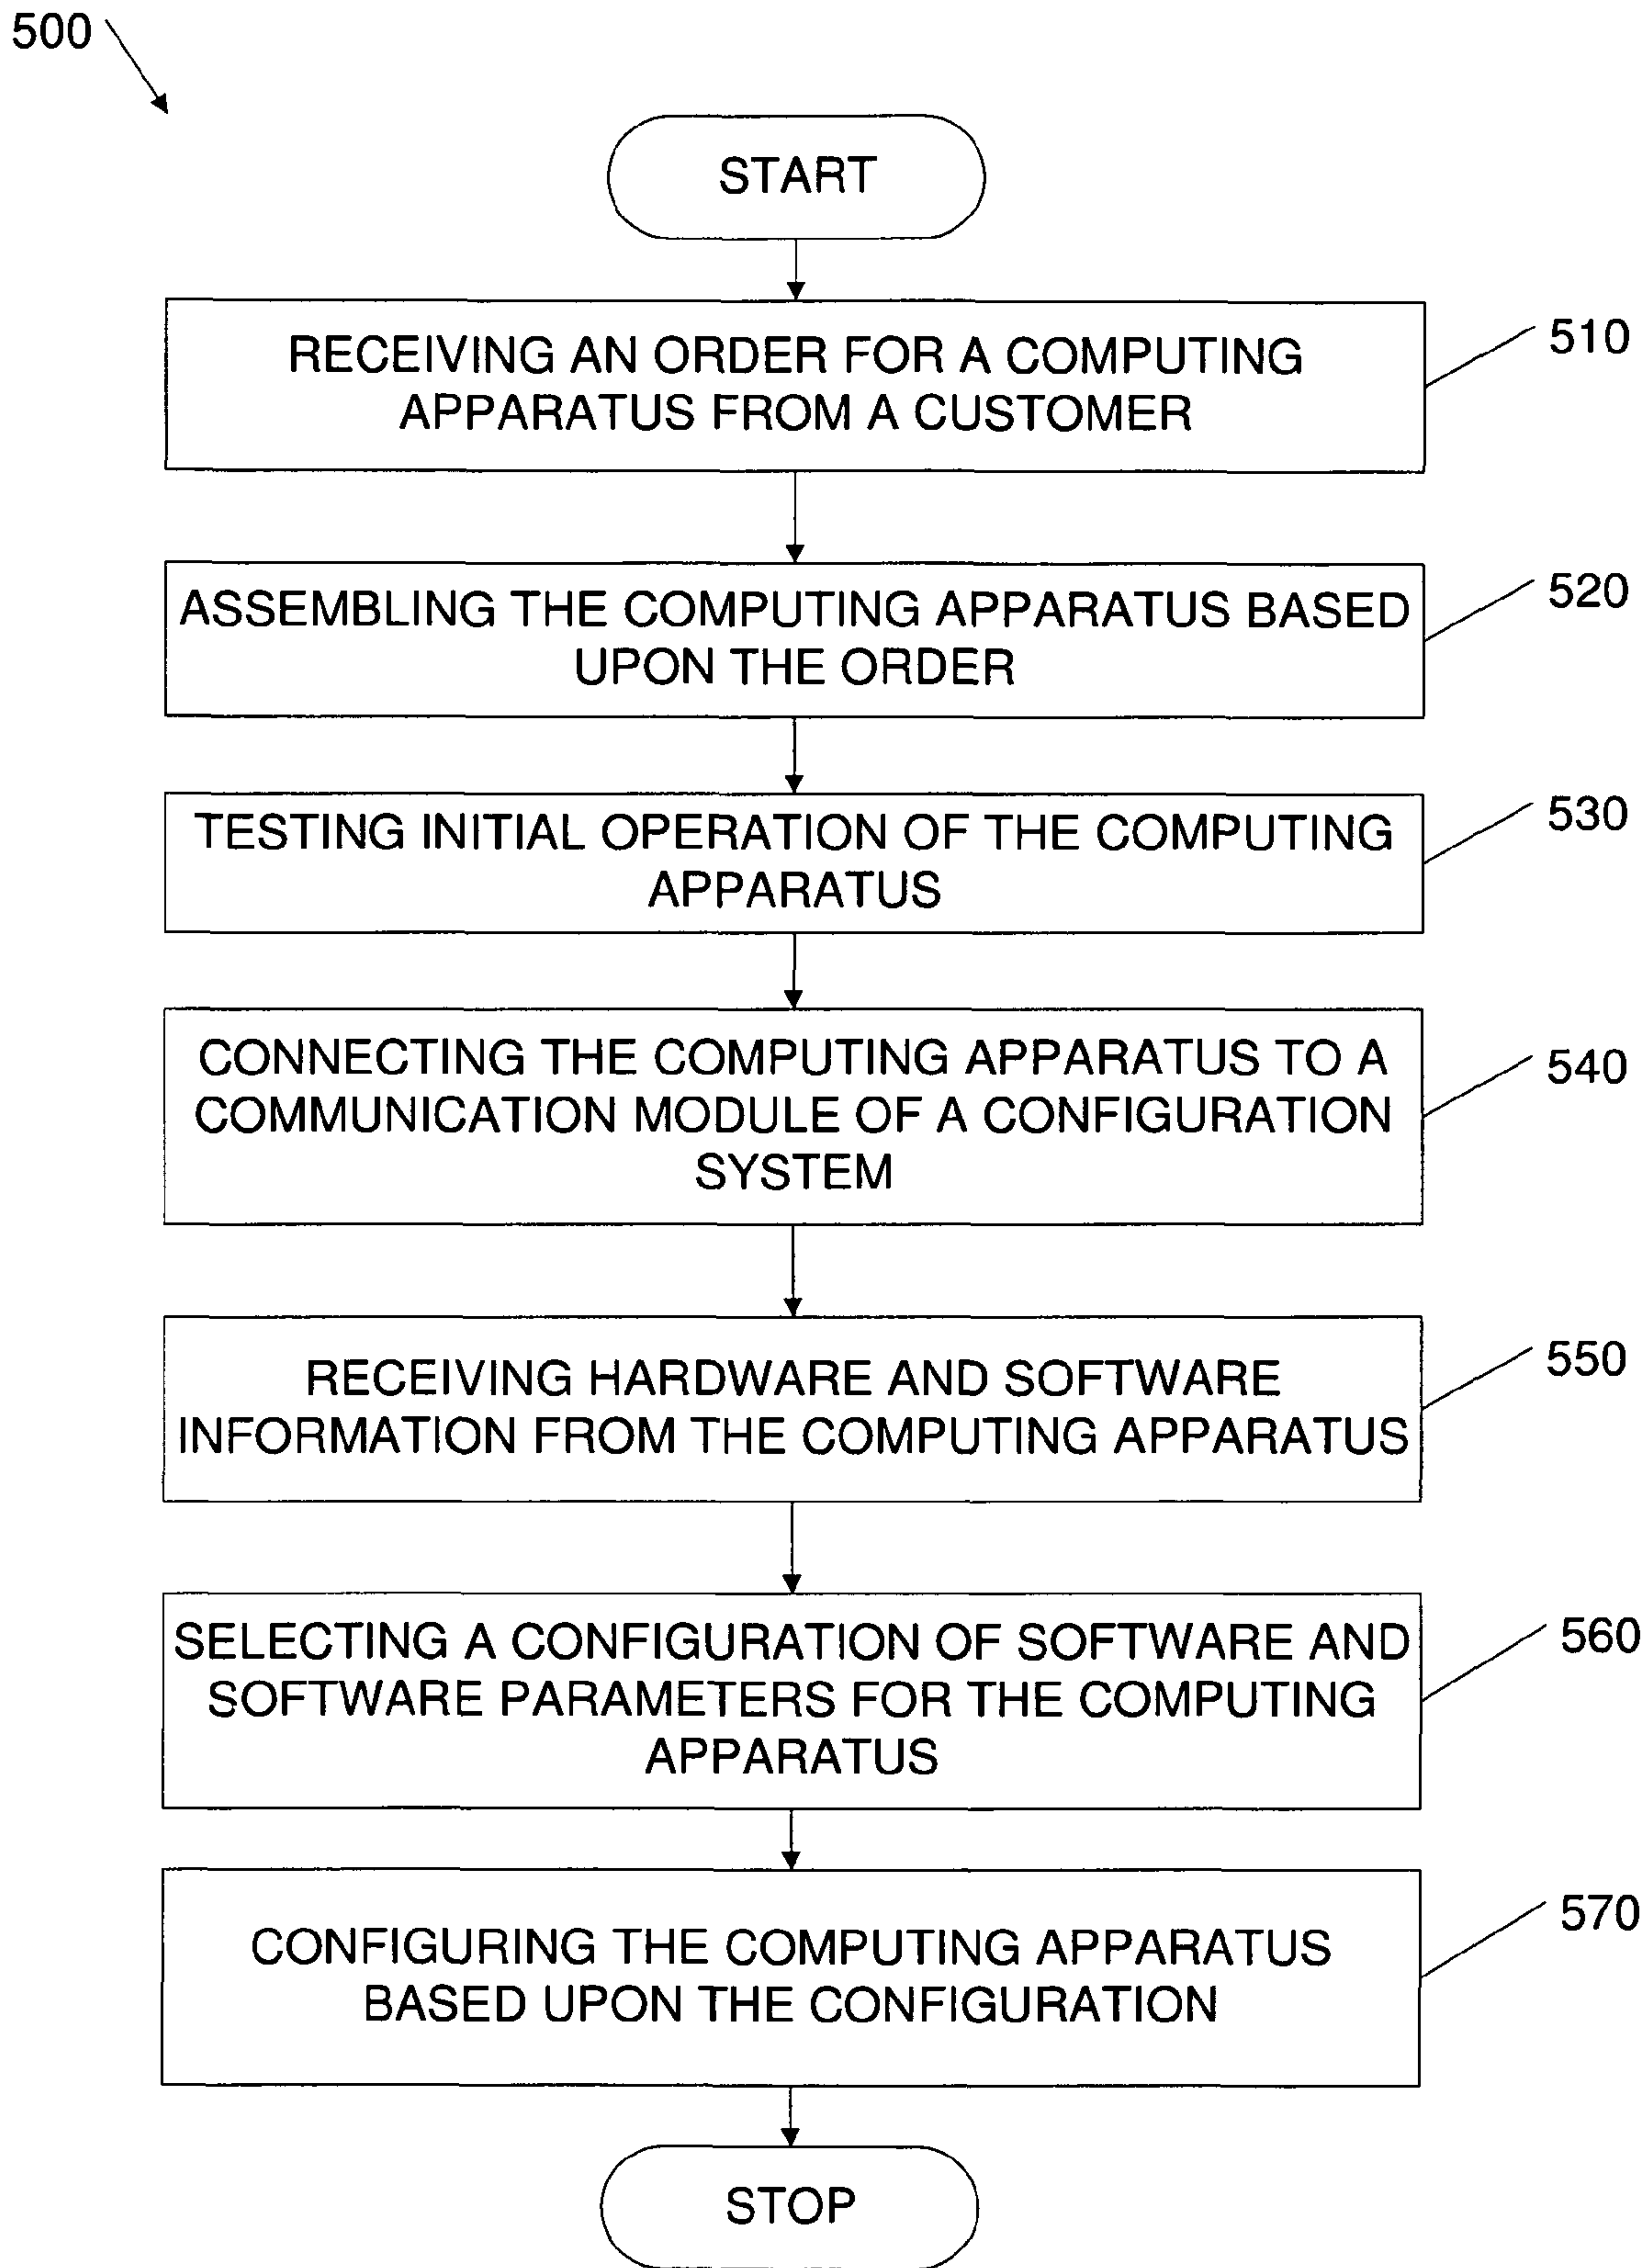 500
START
RECEIVING AN ORDER FOR A COMPUTING
APPARATUS FROM A CUSTOMER
510
ASSEMBLING THE COMPUTING APPARATUS BASED
UPON THE ORDER
520
TESTING INITIAL OPERATION OF THE COMPUTING
APPARATUS
530
CONNECTING THE COMPUTING APPARATUS TO A
COMMUNICATION MODULE OF A CONFIGURATION
SYSTEM
540
RECEIVING HARDWARE AND SOFTWARE
INFORMATION FROM THE COMPUTING APPARATUS
550
SELECTING A CONFIGURATION OF SOFTWARE AND
SOFTWARE PARAMETERS FOR THE COMPUTING
APPARATUS
560
CONFIGURING THE COMPUTING APPARATUS
BASED UPON THE CONFIGURATION
570
STOP